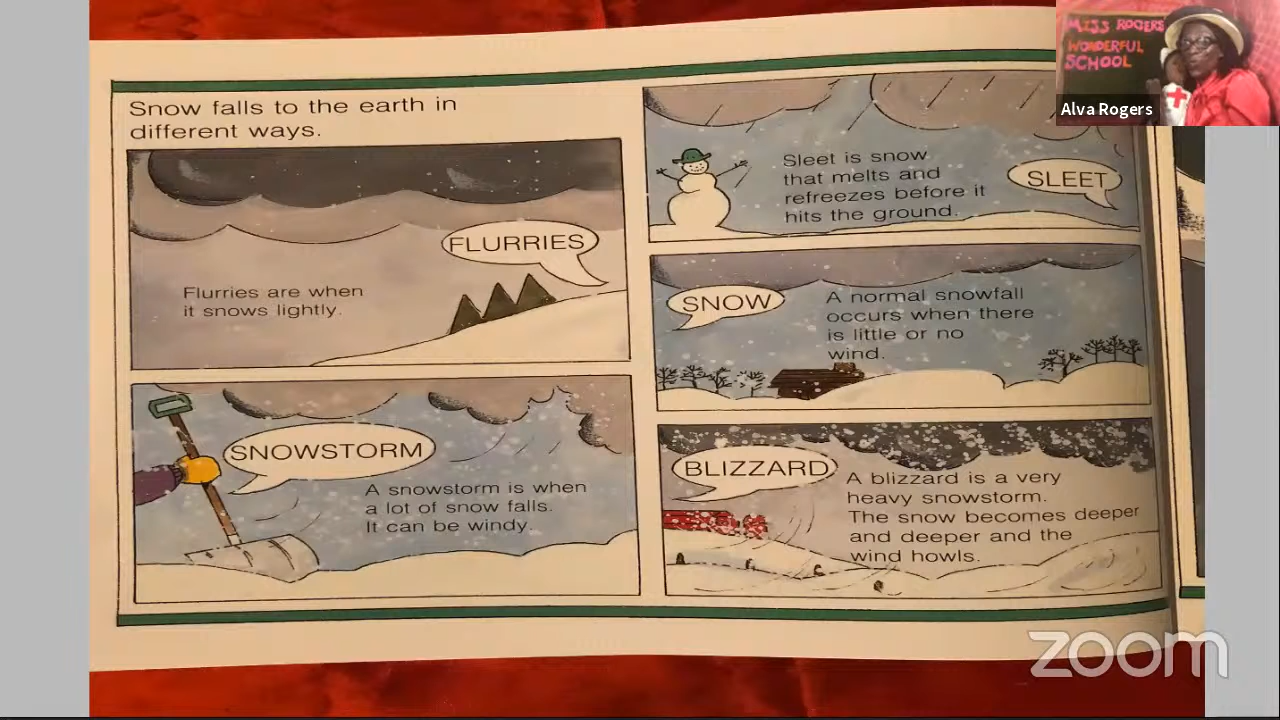 Snow falls to the earth in
different ways.
FLURRIES
Flurries are when
it snows lightly.
SNOWSTORM
A snowstorm is when
a lot of snow falls.
It can be windy.
Sleet is snow
that melts and
refreezes before it
hits the ground.
SLEET
SNOW
A normal snowfall
occurs when there
is little or no
wind.
BLIZZARD
A blizzard is a very
heavy snowstorm.
The snow becomes deeper
and deeper and the
wind howls.
MISS ROGERS
WONDERFUL
SCHOOL
Alva Rogers
zoom